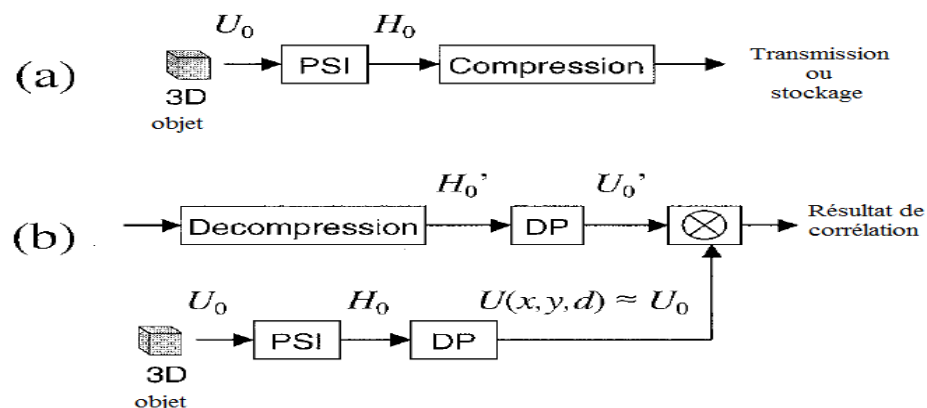 U₀ H₀
(a) PSI Compression Transmission
ou
stockage
3D
objet
H₀’ U₀’
(b) Decompression DP ⊗ Résultat de
corrélation
U₀ H₀ U(x, y, d) ≈ U₀
PSI DP
3D
objet